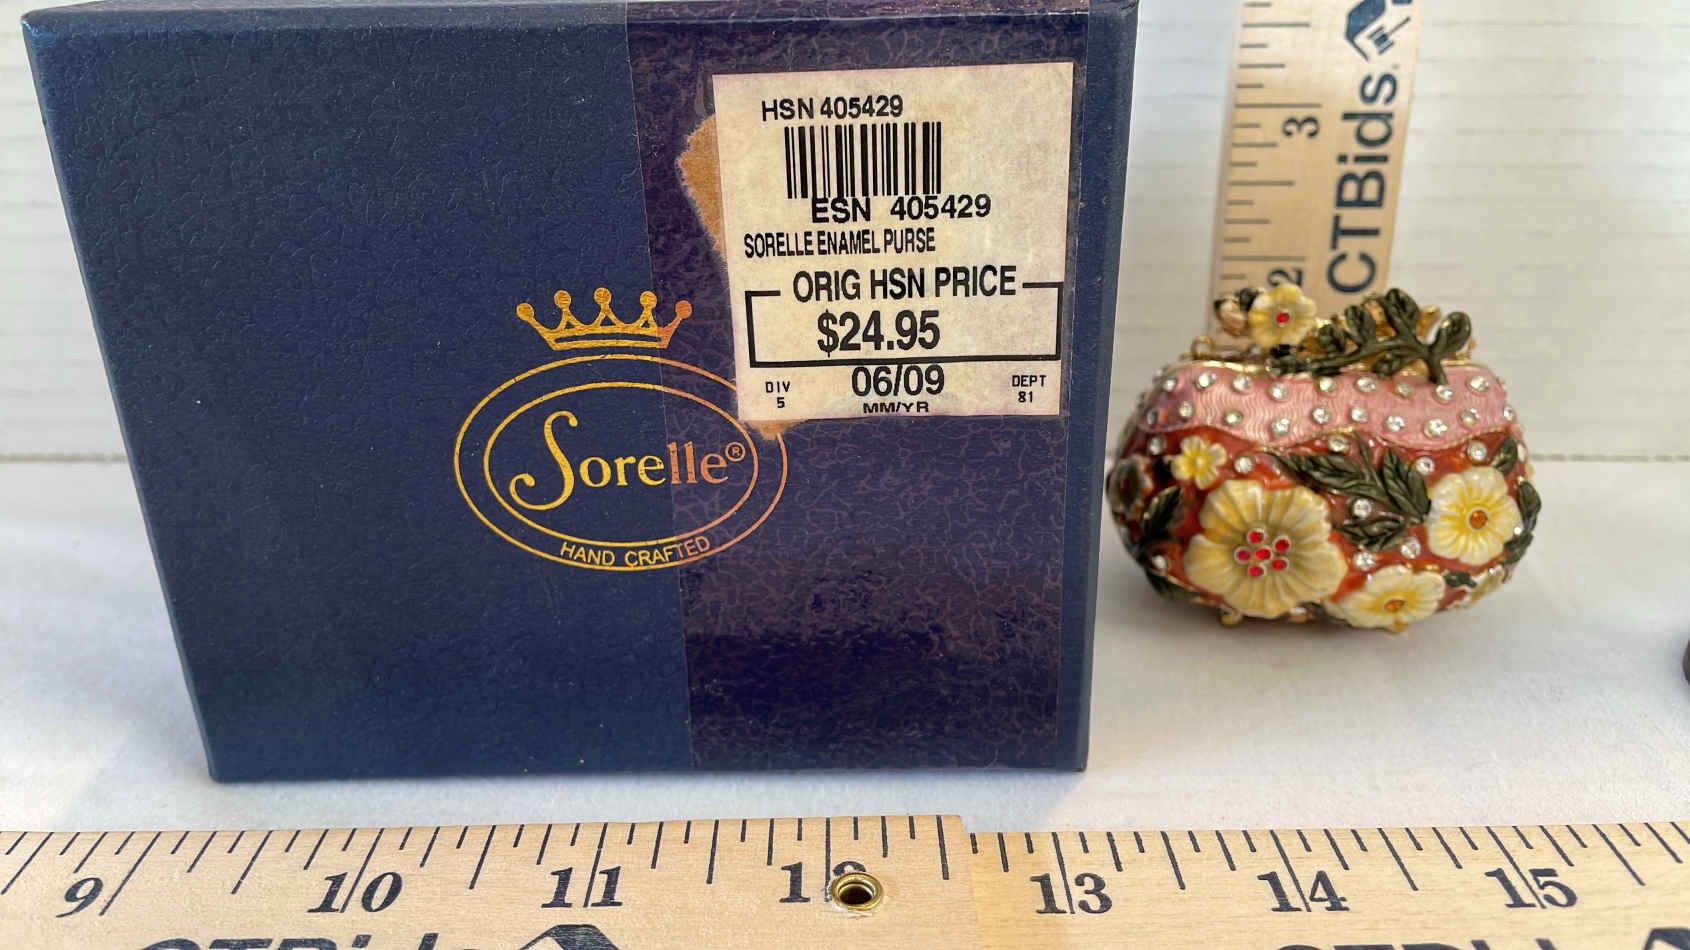 HSN 405429
ESN 405429
SORELLE ENAMEL PURSE
ORIG HSN PRICE
$24.95
DIV
5
06/09
MM/YR
DEPT
81
Sorelle®
HAND CRAFTED
3
2
CTBids
9 10 11 12 13 14 15
CTBids